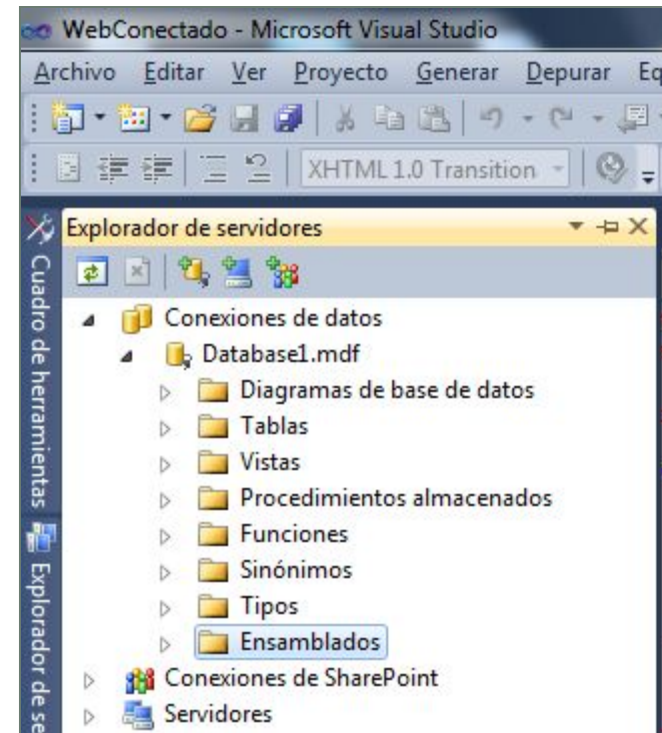 WebConectado - Microsoft Visual Studio
Archivo Editar Ver Proyecto Generar Depurar Eq
XHTML 1.0 Transition
Explorador de servidores
Conexiones de datos
Database1.mdf
Diagramas de base de datos
Tablas
Vistas
Procedimientos almacenados
Funciones
Sinónimos
Tipos
Ensamblados
Conexiones de SharePoint
Servidores
Cuadro de herramientas
Explorador de se